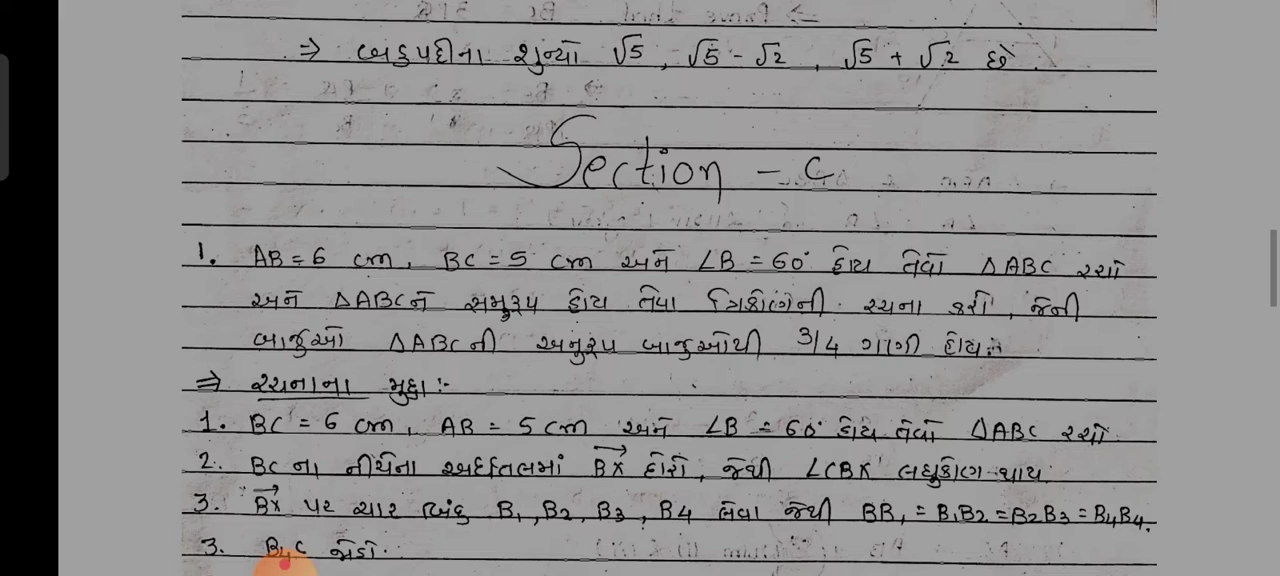 ⇒ બહુપદીના શુન્યો √5, √5 - √2, √5 + √2 છે.
Section - C
1. AB = 6 cm, BC = 5 cm અને ∠B = 60° હોય તેવો ΔABC રચો
અને ΔABCને સમરૂપ હોય તેવા ત્રિકોણની રચના કરો, જેની
બાજુઓ ΔABCની અનુરૂપ બાજુઓથી 3/4 ગણી હોય.
⇒ રચનાના મુદ્દા :-
1. BC = 6 cm, AB = 5 cm અને ∠B = 60° હોય તેવો ΔABC રચો.
2. BC ના નીચેના અર્ધતલમાં BX દોરો, જેથી ∠CBX લઘુકોણ થાય.
3. BX પર ચાર બિંદુ B1, B2, B3, B4 લેવા જેથી BB1 = B1B2 = B2B3 = B4B4.
3. B4C જોડો.